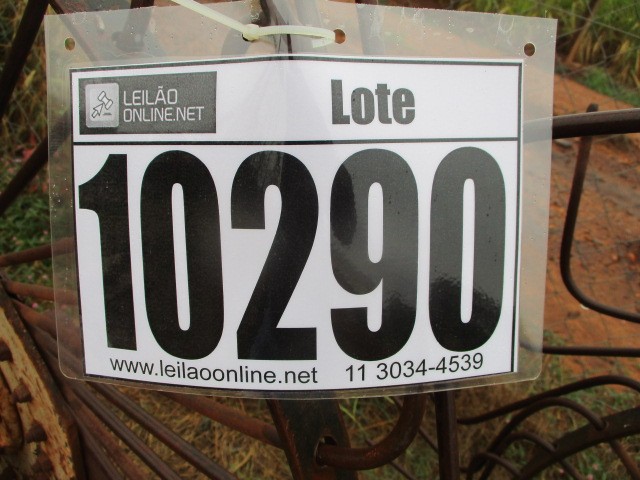 LEILÃO
ONLINE.NET
Lote
10290
www.leilaoonline.net 11 3034-4539